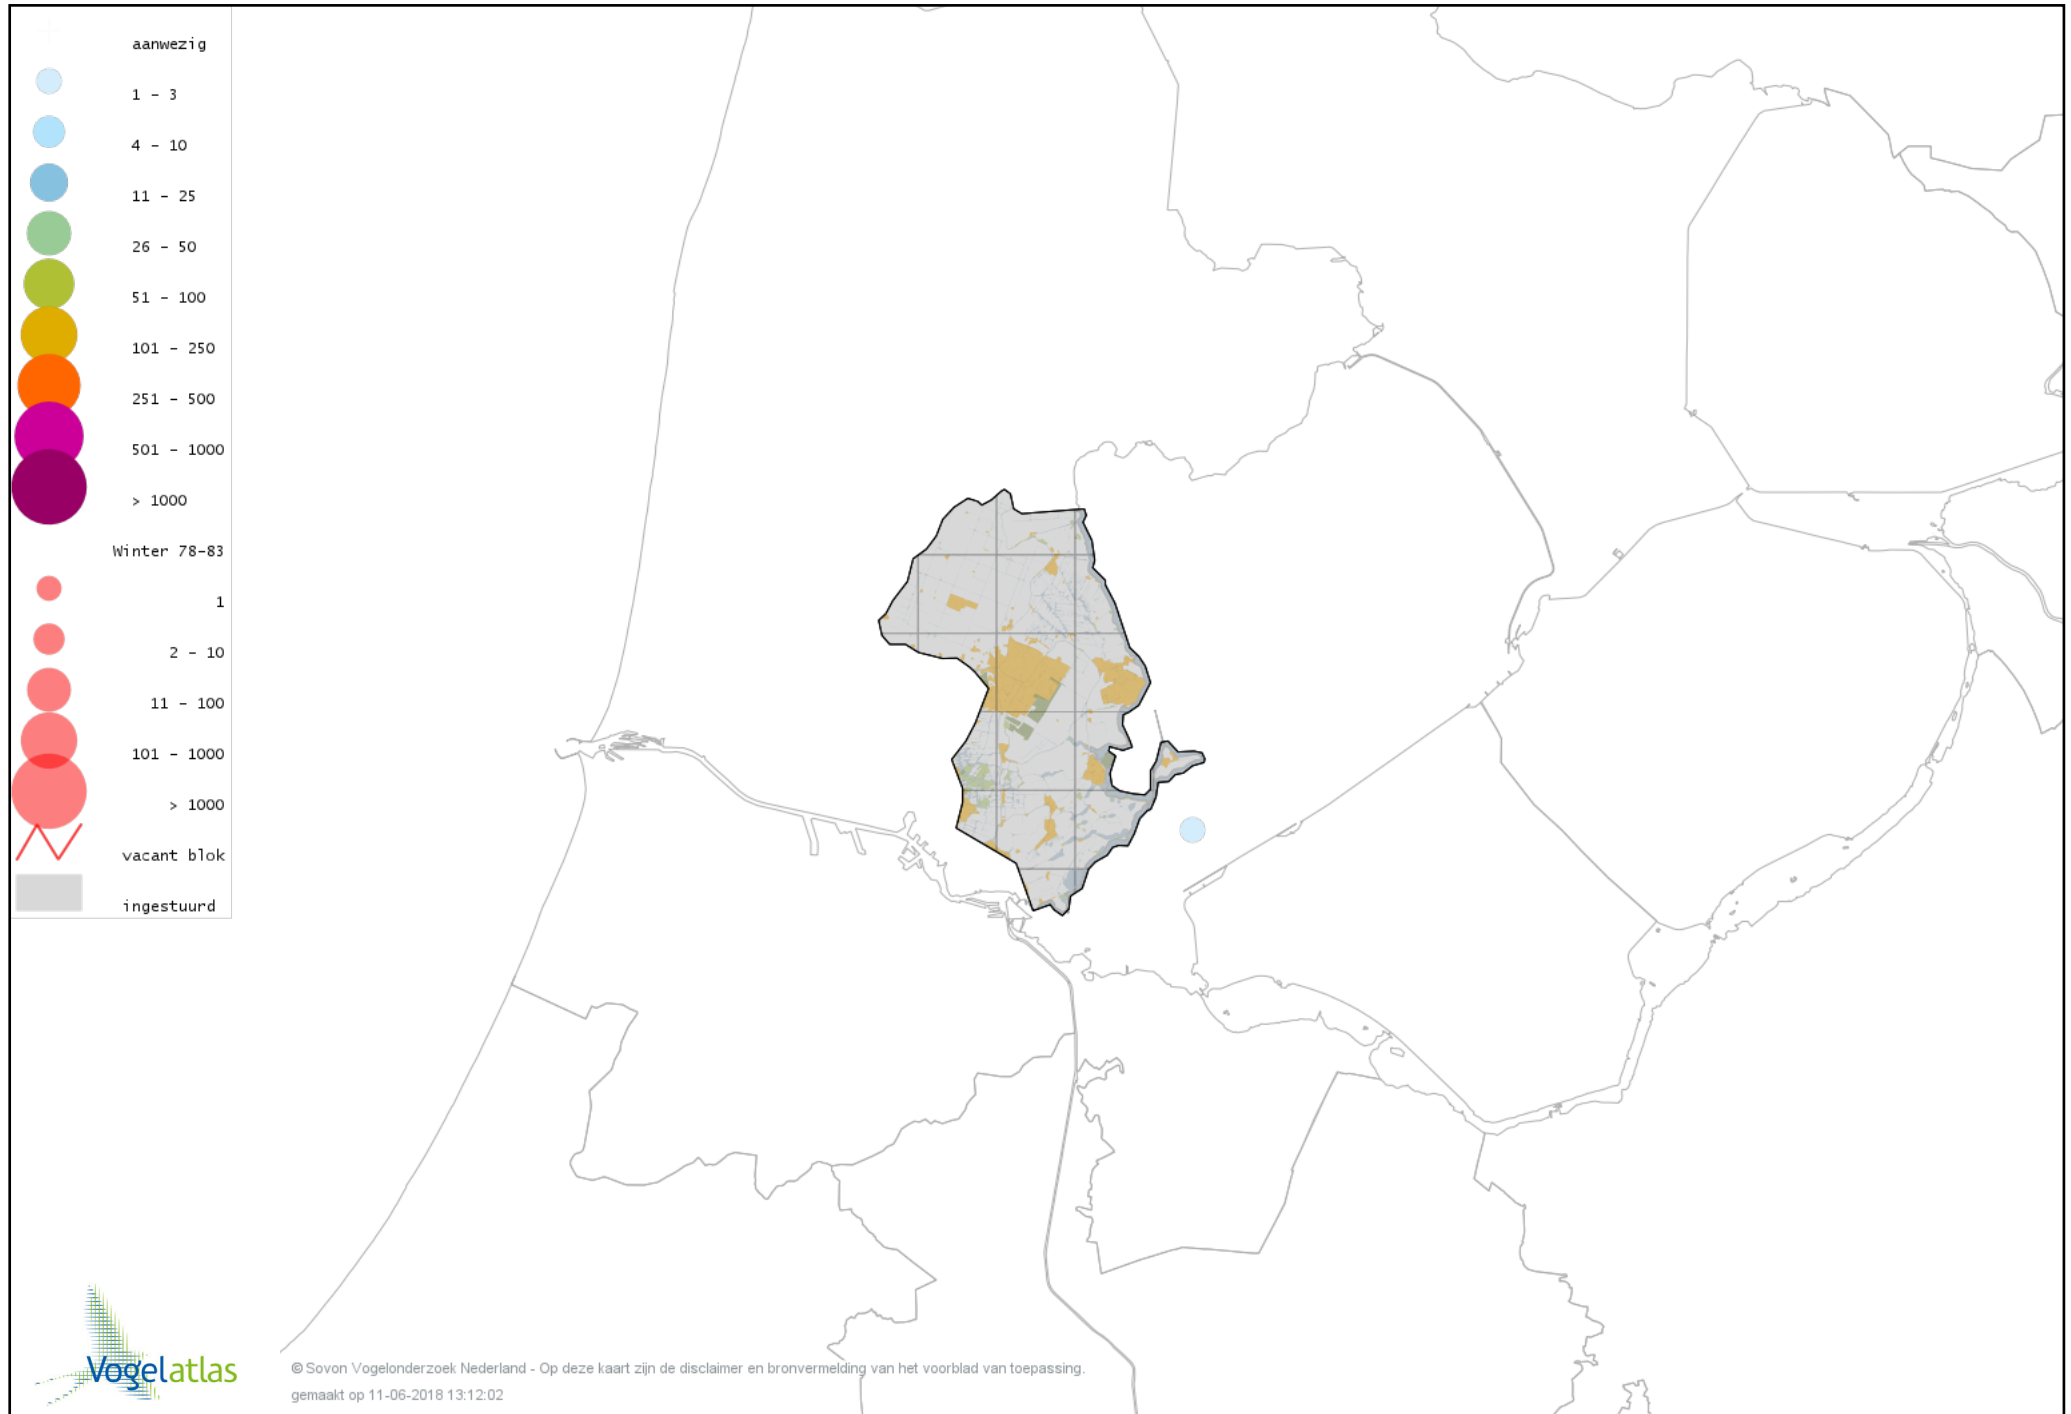 aanwezig
1 - 3
4 - 10
11 - 25
26 - 50
51 - 100
101 - 250
251 - 500
501 - 1000
> 1000
Winter 78-83
1
2 - 10
11 - 100
101 - 1000
> 1000
vacant blok
ingestuurd
Vogelatlas
© Sovon Vogelonderzoek Nederland - Op deze kaart zijn de disclaimer en bronvermelding van het voorblad van toepassing.
gemaakt op 11-06-2018 13:12:02